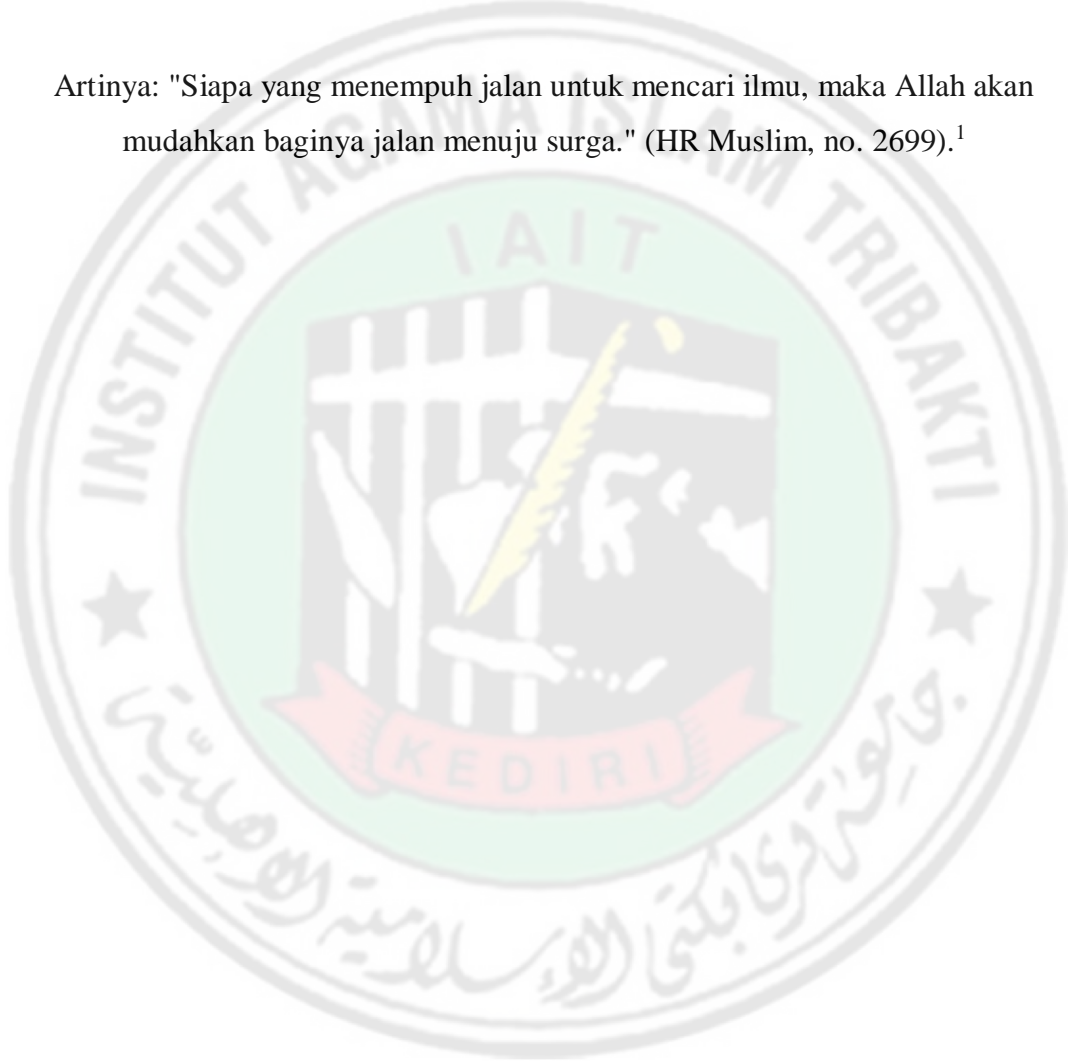 Artinya: "Siapa yang menempuh jalan untuk mencari ilmu, maka Allah akan
mudahkan baginya jalan menuju surga." (HR Muslim, no. 2699).¹
INSTITUT AGAMA ISLAM TRIBAKTI
IAIT
KEDIRI